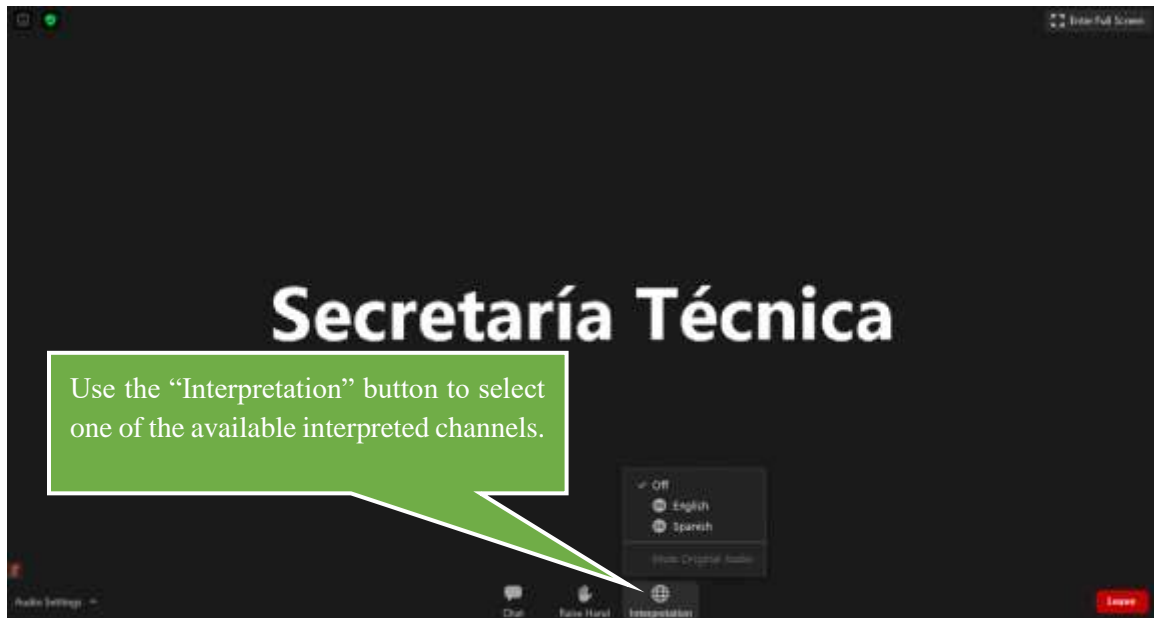 Enter Full Screen
Secretaría Técnica
Use the “Interpretation” button to select
one of the available interpreted channels.
Off
English
Spanish
Mute Original Audio
Audio Settings
Chat
Raise Hand
Interpretation
Leave